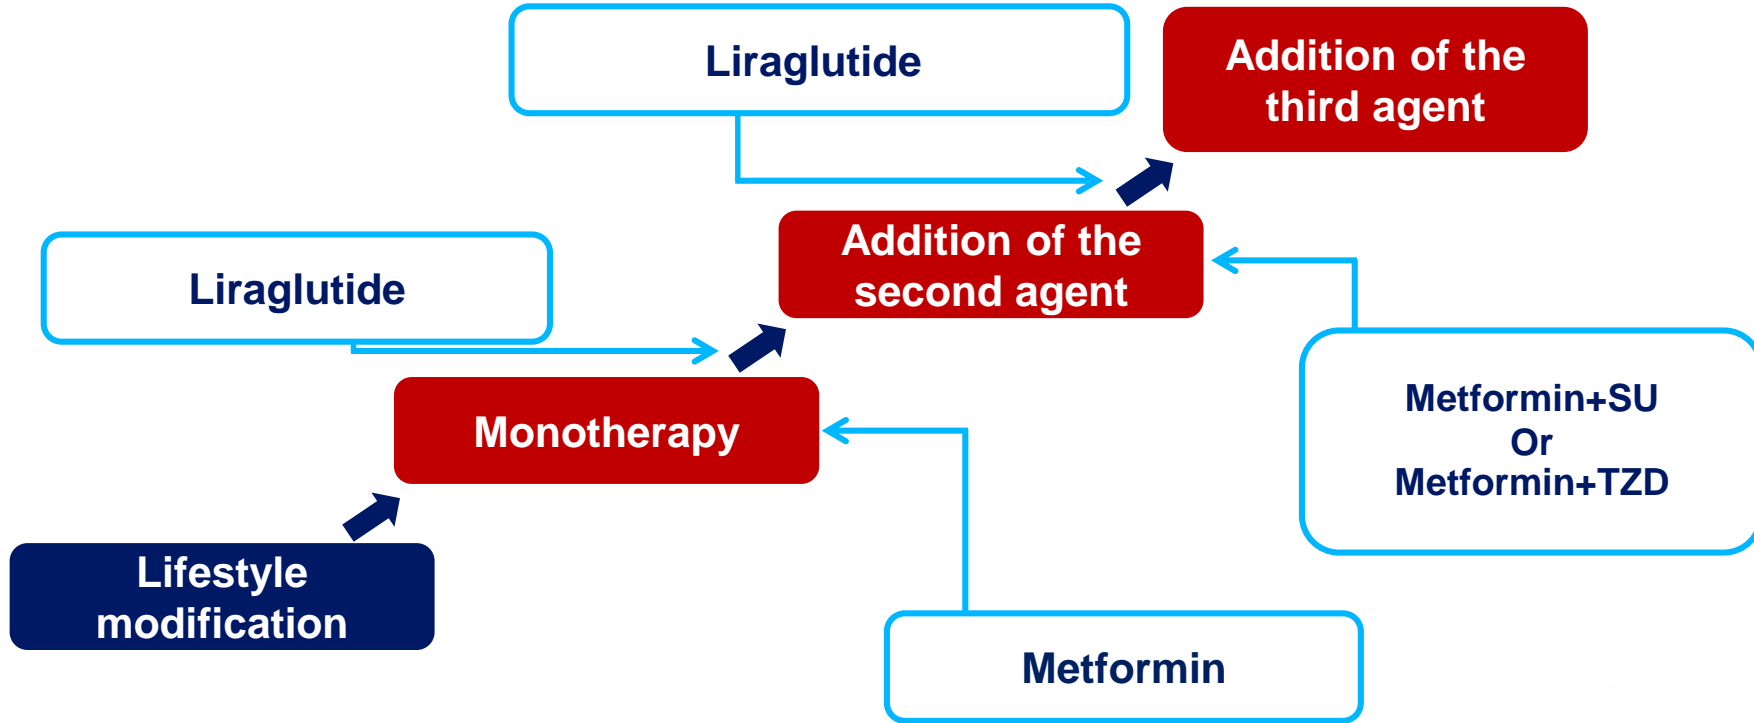 Liraglutide
Addition of the
third agent
Liraglutide
Addition of the
second agent
Monotherapy
Metformin+SU
Or
Metformin+TZD
Lifestyle
modification
Metformin